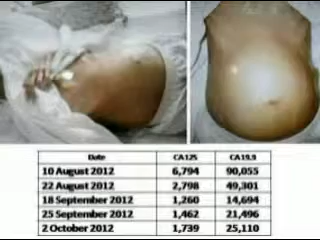 Date CA125 CA19.9
10 August 2012 6,794 90,055
22 August 2012 2,798 49,301
18 September 2012 1,260 14,694
25 September 2012 1,462 21,496
2 October 2012 1,739 25,110